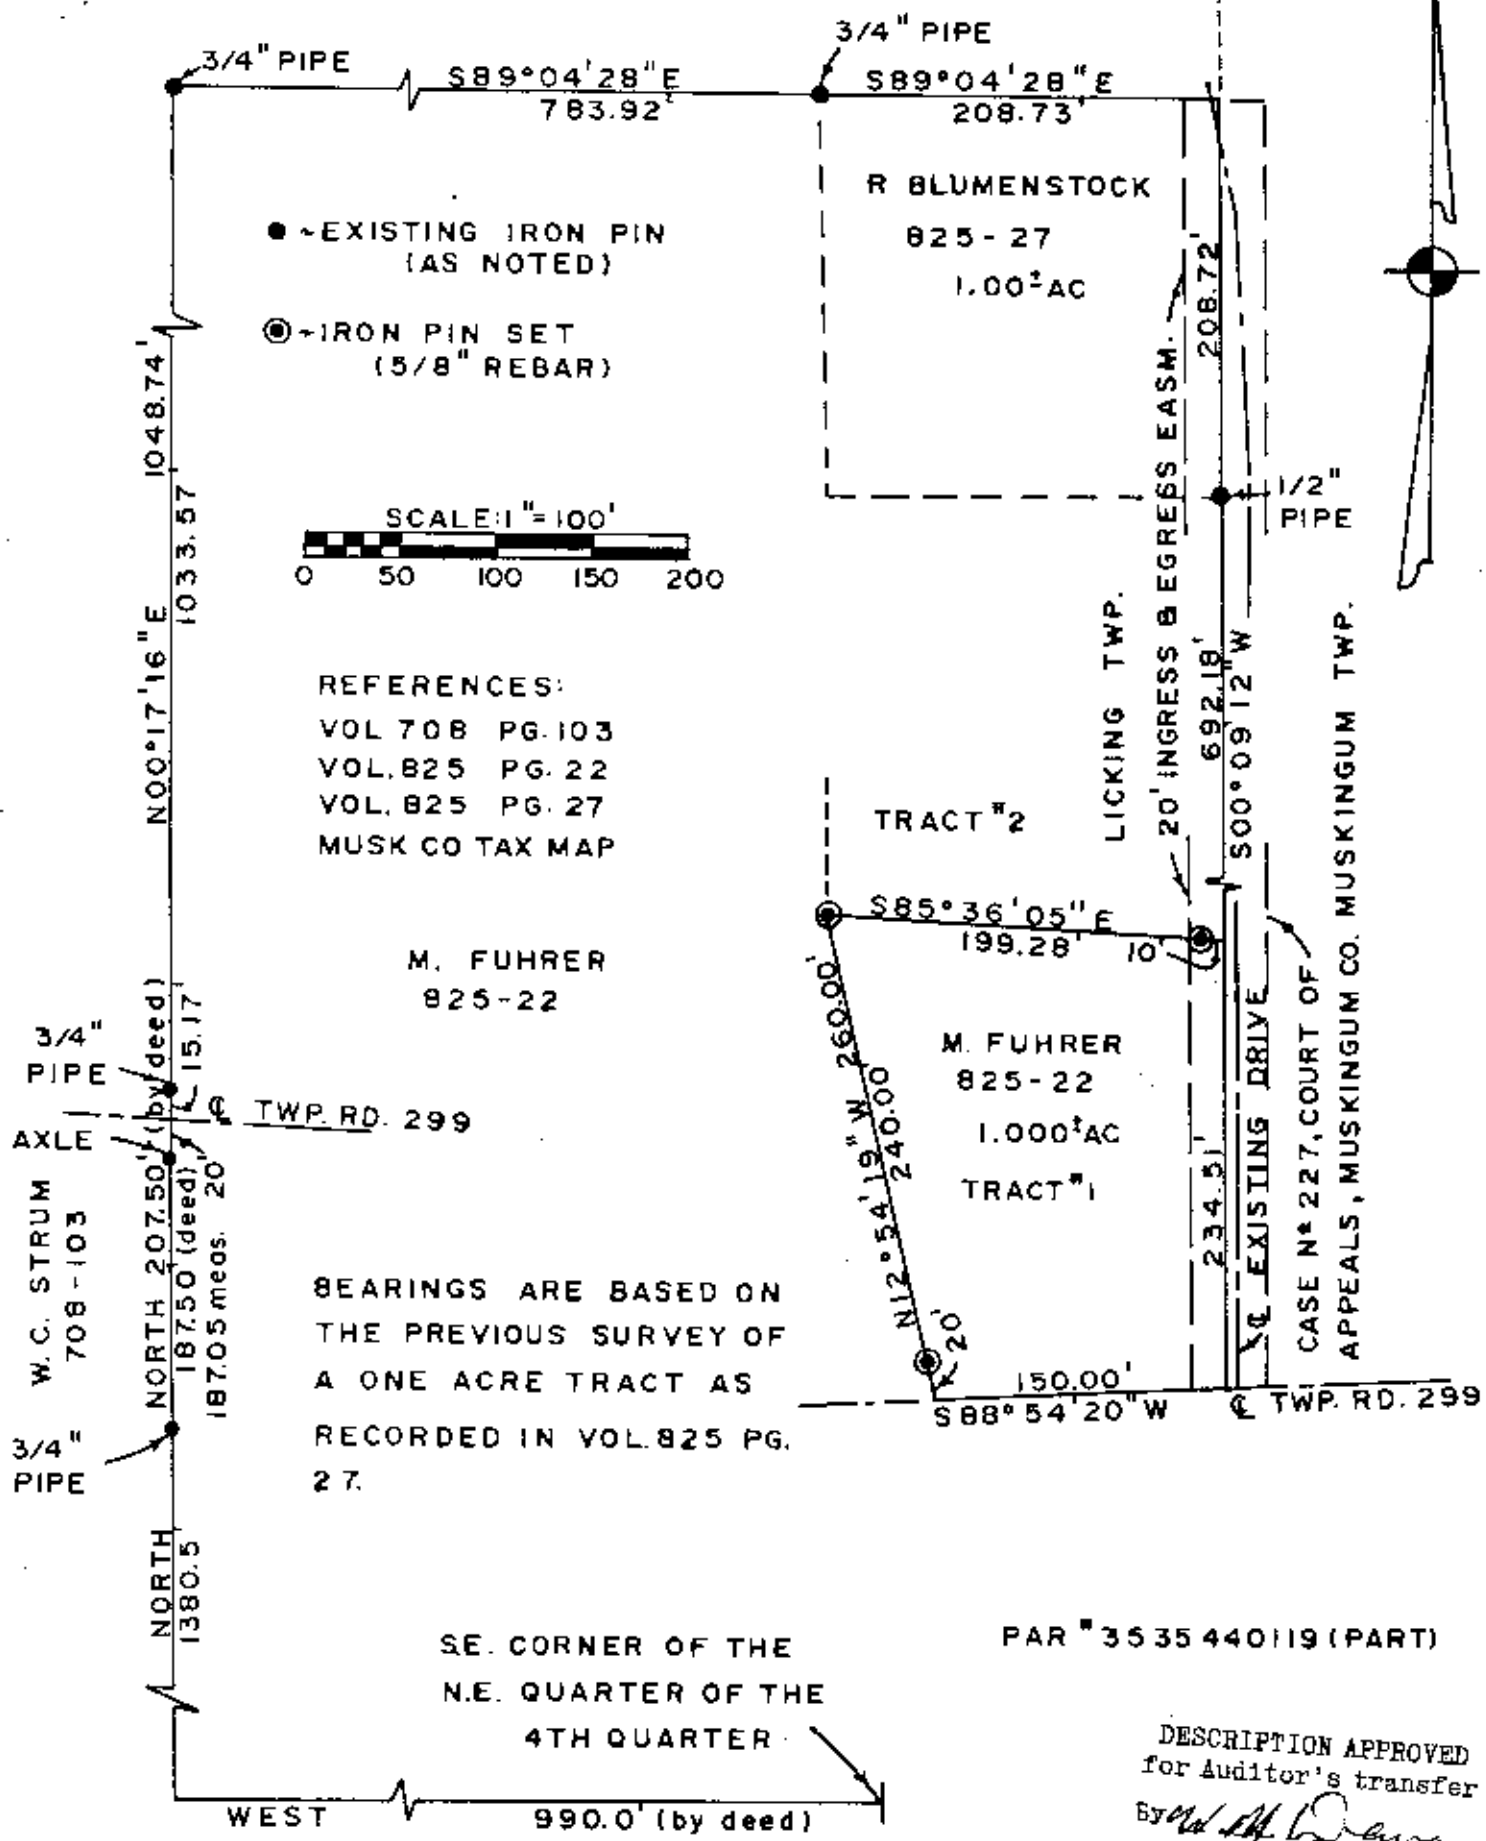 3/4" PIPE
3/4" PIPE
S89°04'28"E
783.92'
S89°04'28"E
208.73'
R BLUMENSTOCK
825-27
1.00±AC
●~EXISTING IRON PIN
(AS NOTED)
◉~IRON PIN SET
(5/8" REBAR)
208.72'
1/2"
PIPE
1048.74'
1033.57'
N00°17'16"E
SCALE:1"=100'
0 50 100 150 200
REFERENCES:
VOL 708 PG.103
VOL.825 PG.22
VOL.825 PG.27
MUSK CO TAX MAP
LICKING TWP.
20' INGRESS & EGRESS EASM.
692.18'
S00°09'12"W
TRACT #2
S85°36'05"E
199.28'
10'
M. FUHRER
825-22
260.00'
240.00'
N12°54'19"W
20'
M. FUHRER
825-22
1.000±AC
TRACT #1
234.51'
℄ EXISTING DRIVE
CASE Nº 227, COURT OF
APPEALS, MUSKINGUM CO. MUSKINGUM TWP.
3/4"
PIPE
15.17'
℄ TWP. RD. 299
AXLE
20'
NORTH 207.50' (by deed)
187.50 (deed)
187.05 meas.
W.C. STRUM
708-103
3/4"
PIPE
150.00'
S88°54'20"W
℄ TWP. RD. 299
BEARINGS ARE BASED ON
THE PREVIOUS SURVEY OF
A ONE ACRE TRACT AS
RECORDED IN VOL.825 PG.
27.
NORTH
1380.5'
S.E. CORNER OF THE
N.E. QUARTER OF THE
4TH QUARTER
PAR #35 35 44 01 19 (PART)
WEST
990.0' (by deed)
DESCRIPTION APPROVED
for Auditor's transfer
By